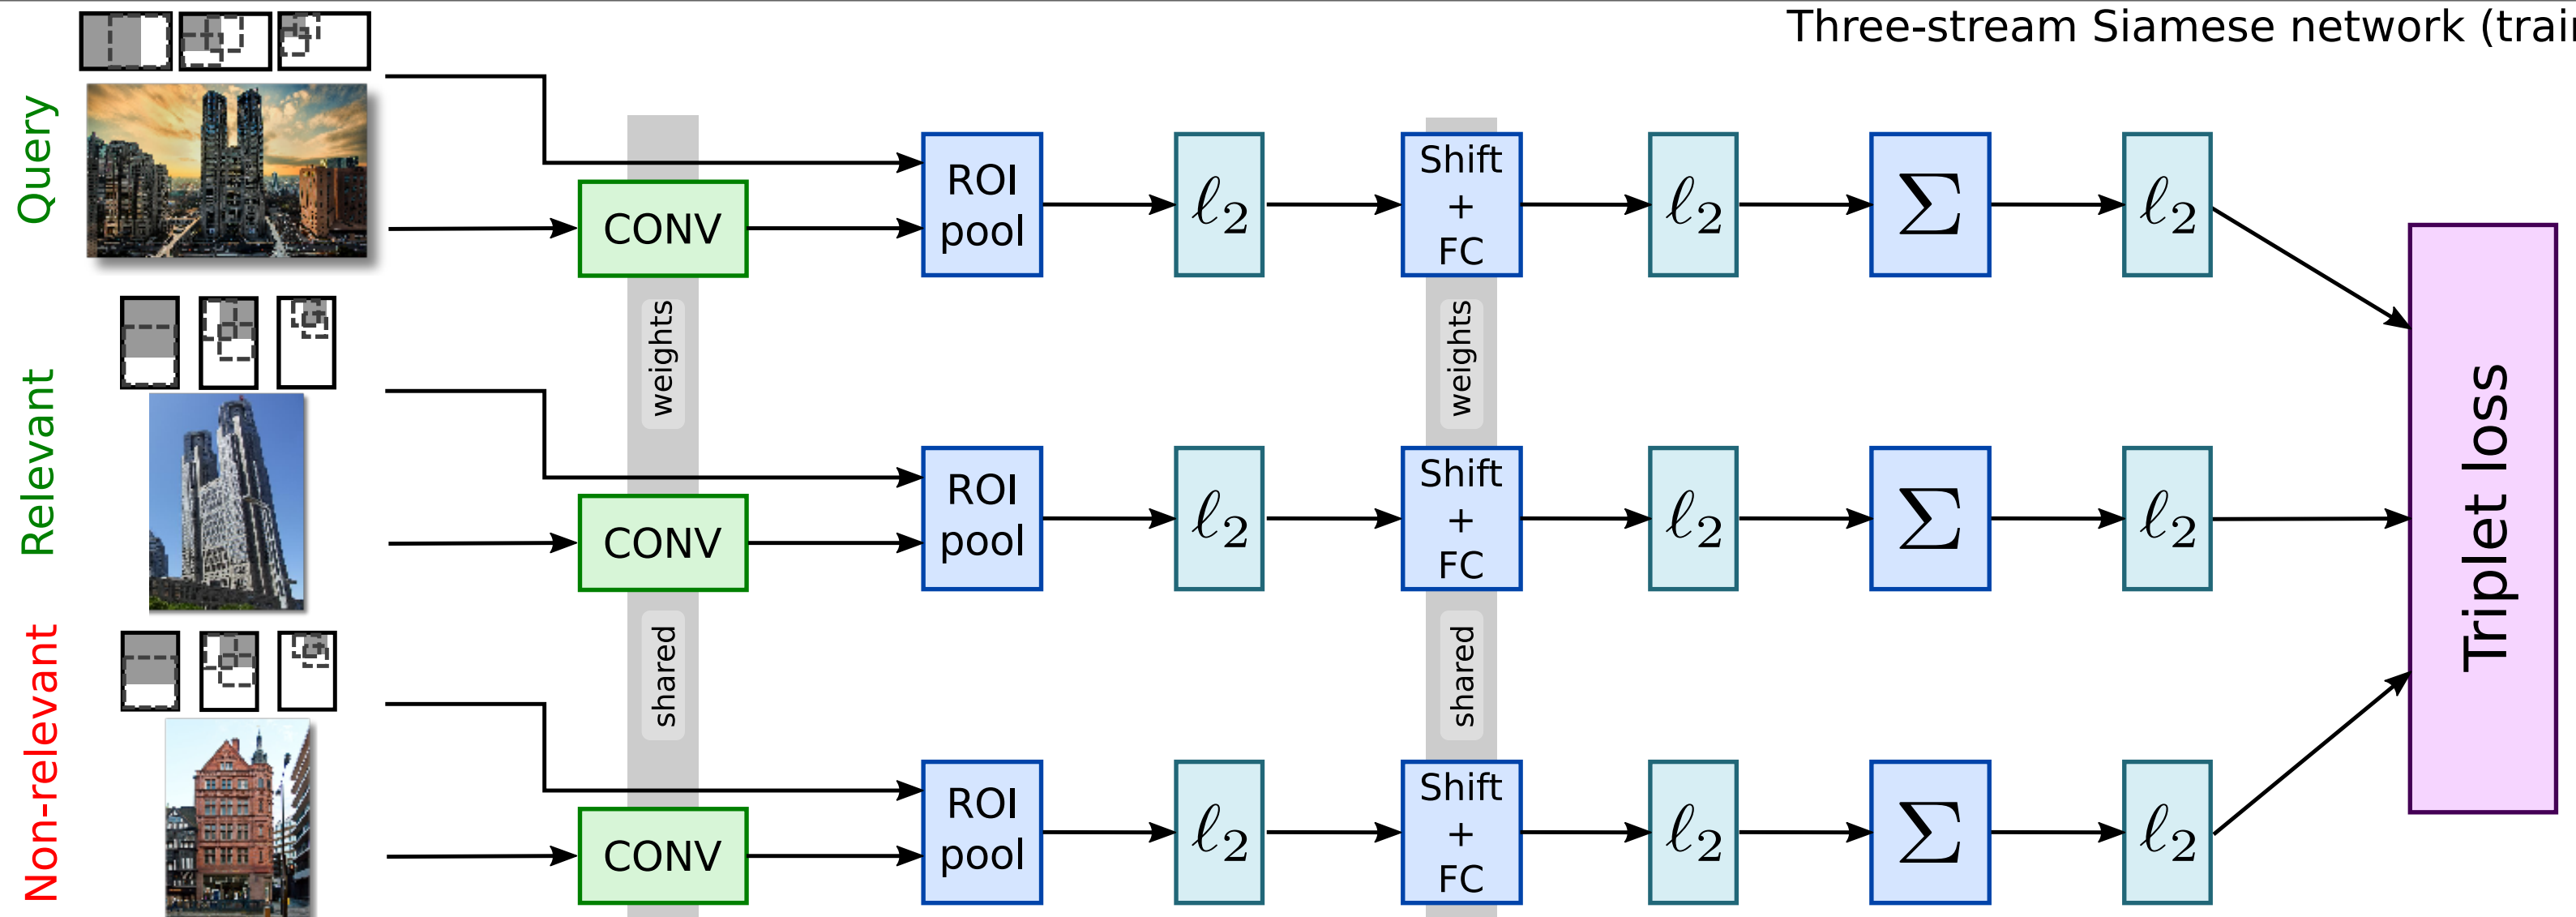 Three-stream Siamese network (trai
Query
CONV
ROI
pool
ℓ2
Shift
+
FC
ℓ2
Σ
ℓ2
weights
weights
Relevant
CONV
ROI
pool
ℓ2
Shift
+
FC
ℓ2
Σ
ℓ2
Triplet loss
shared
shared
Non-relevant
CONV
ROI
pool
ℓ2
Shift
+
FC
ℓ2
Σ
ℓ2